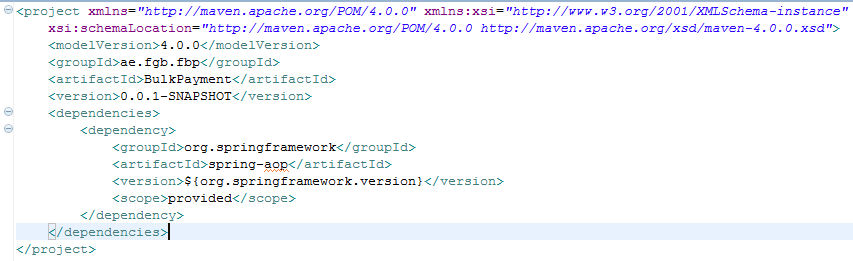 <project xmlns="http://maven.apache.org/POM/4.0.0" xmlns:xsi="http://www.w3.org/2001/XMLSchema-instance"
    xsi:schemaLocation="http://maven.apache.org/POM/4.0.0 http://maven.apache.org/xsd/maven-4.0.0.xsd">
    <modelVersion>4.0.0</modelVersion>
    <groupId>ae.fgb.fbp</groupId>
    <artifactId>BulkPayment</artifactId>
    <version>0.0.1-SNAPSHOT</version>
    <dependencies>
        <dependency>
            <groupId>org.springframework</groupId>
            <artifactId>spring-aop</artifactId>
            <version>${org.springframework.version}</version>
            <scope>provided</scope>
        </dependency>
    </dependencies>
</project>